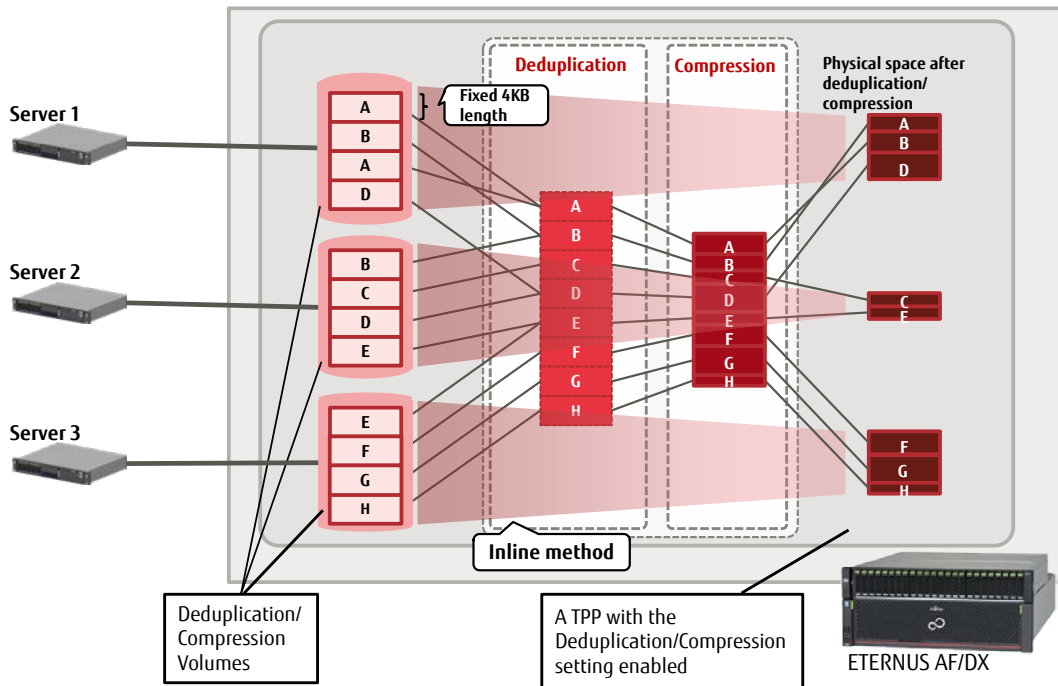 Deduplication
Compression
Physical space after
deduplication/
compression
Fixed 4KB
length
Server 1
A
B
A
D
Server 2
B
C
D
E
Server 3
E
F
G
H
A
B
C
D
E
F
G
H
A
B
C
D
E
F
G
H
A
B
D
C
E
F
G
H
Inline method
Deduplication/
Compression
Volumes
A TPP with the
Deduplication/Compression
setting enabled
FUJITSU
ETERNUS AF/DX